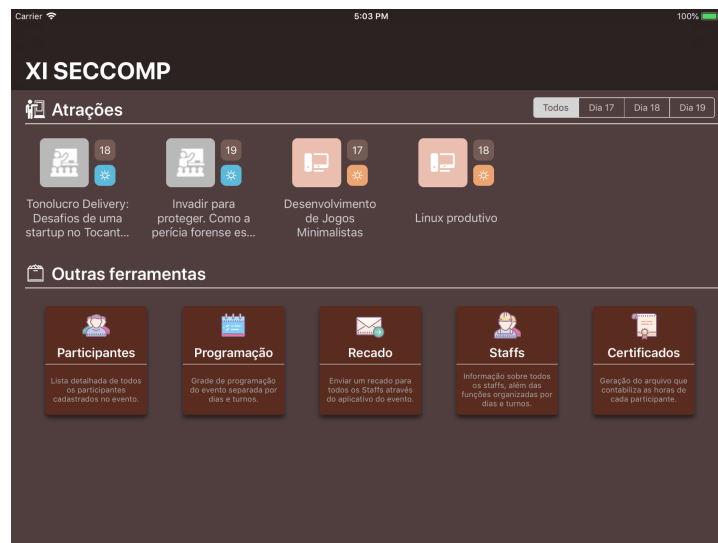 Carrier 5:03 PM 100%
XI SECCOMP
Atrações
Todos Dia 17 Dia 18 Dia 19
18
19
17
18
Tonolucro Delivery:
Desafios de uma
startup no Tocant...
Invadir para
proteger. Como a
perícia forense es...
Desenvolvimento
de Jogos
Minimalistas
Linux produtivo
Outras ferramentas
Participantes
Lista detalhada de todos
os participantes
cadastrados no evento.
Programação
Grade de programação
do evento separada por
dias e turnos.
Recado
Enviar um recado para
todos os Staffs através
do aplicativo do evento.
Staffs
Informação sobre todos
os staffs, além das
funções organizadas por
dias e turnos.
Certificados
Geração do arquivo que
contabiliza as horas de
cada participante.